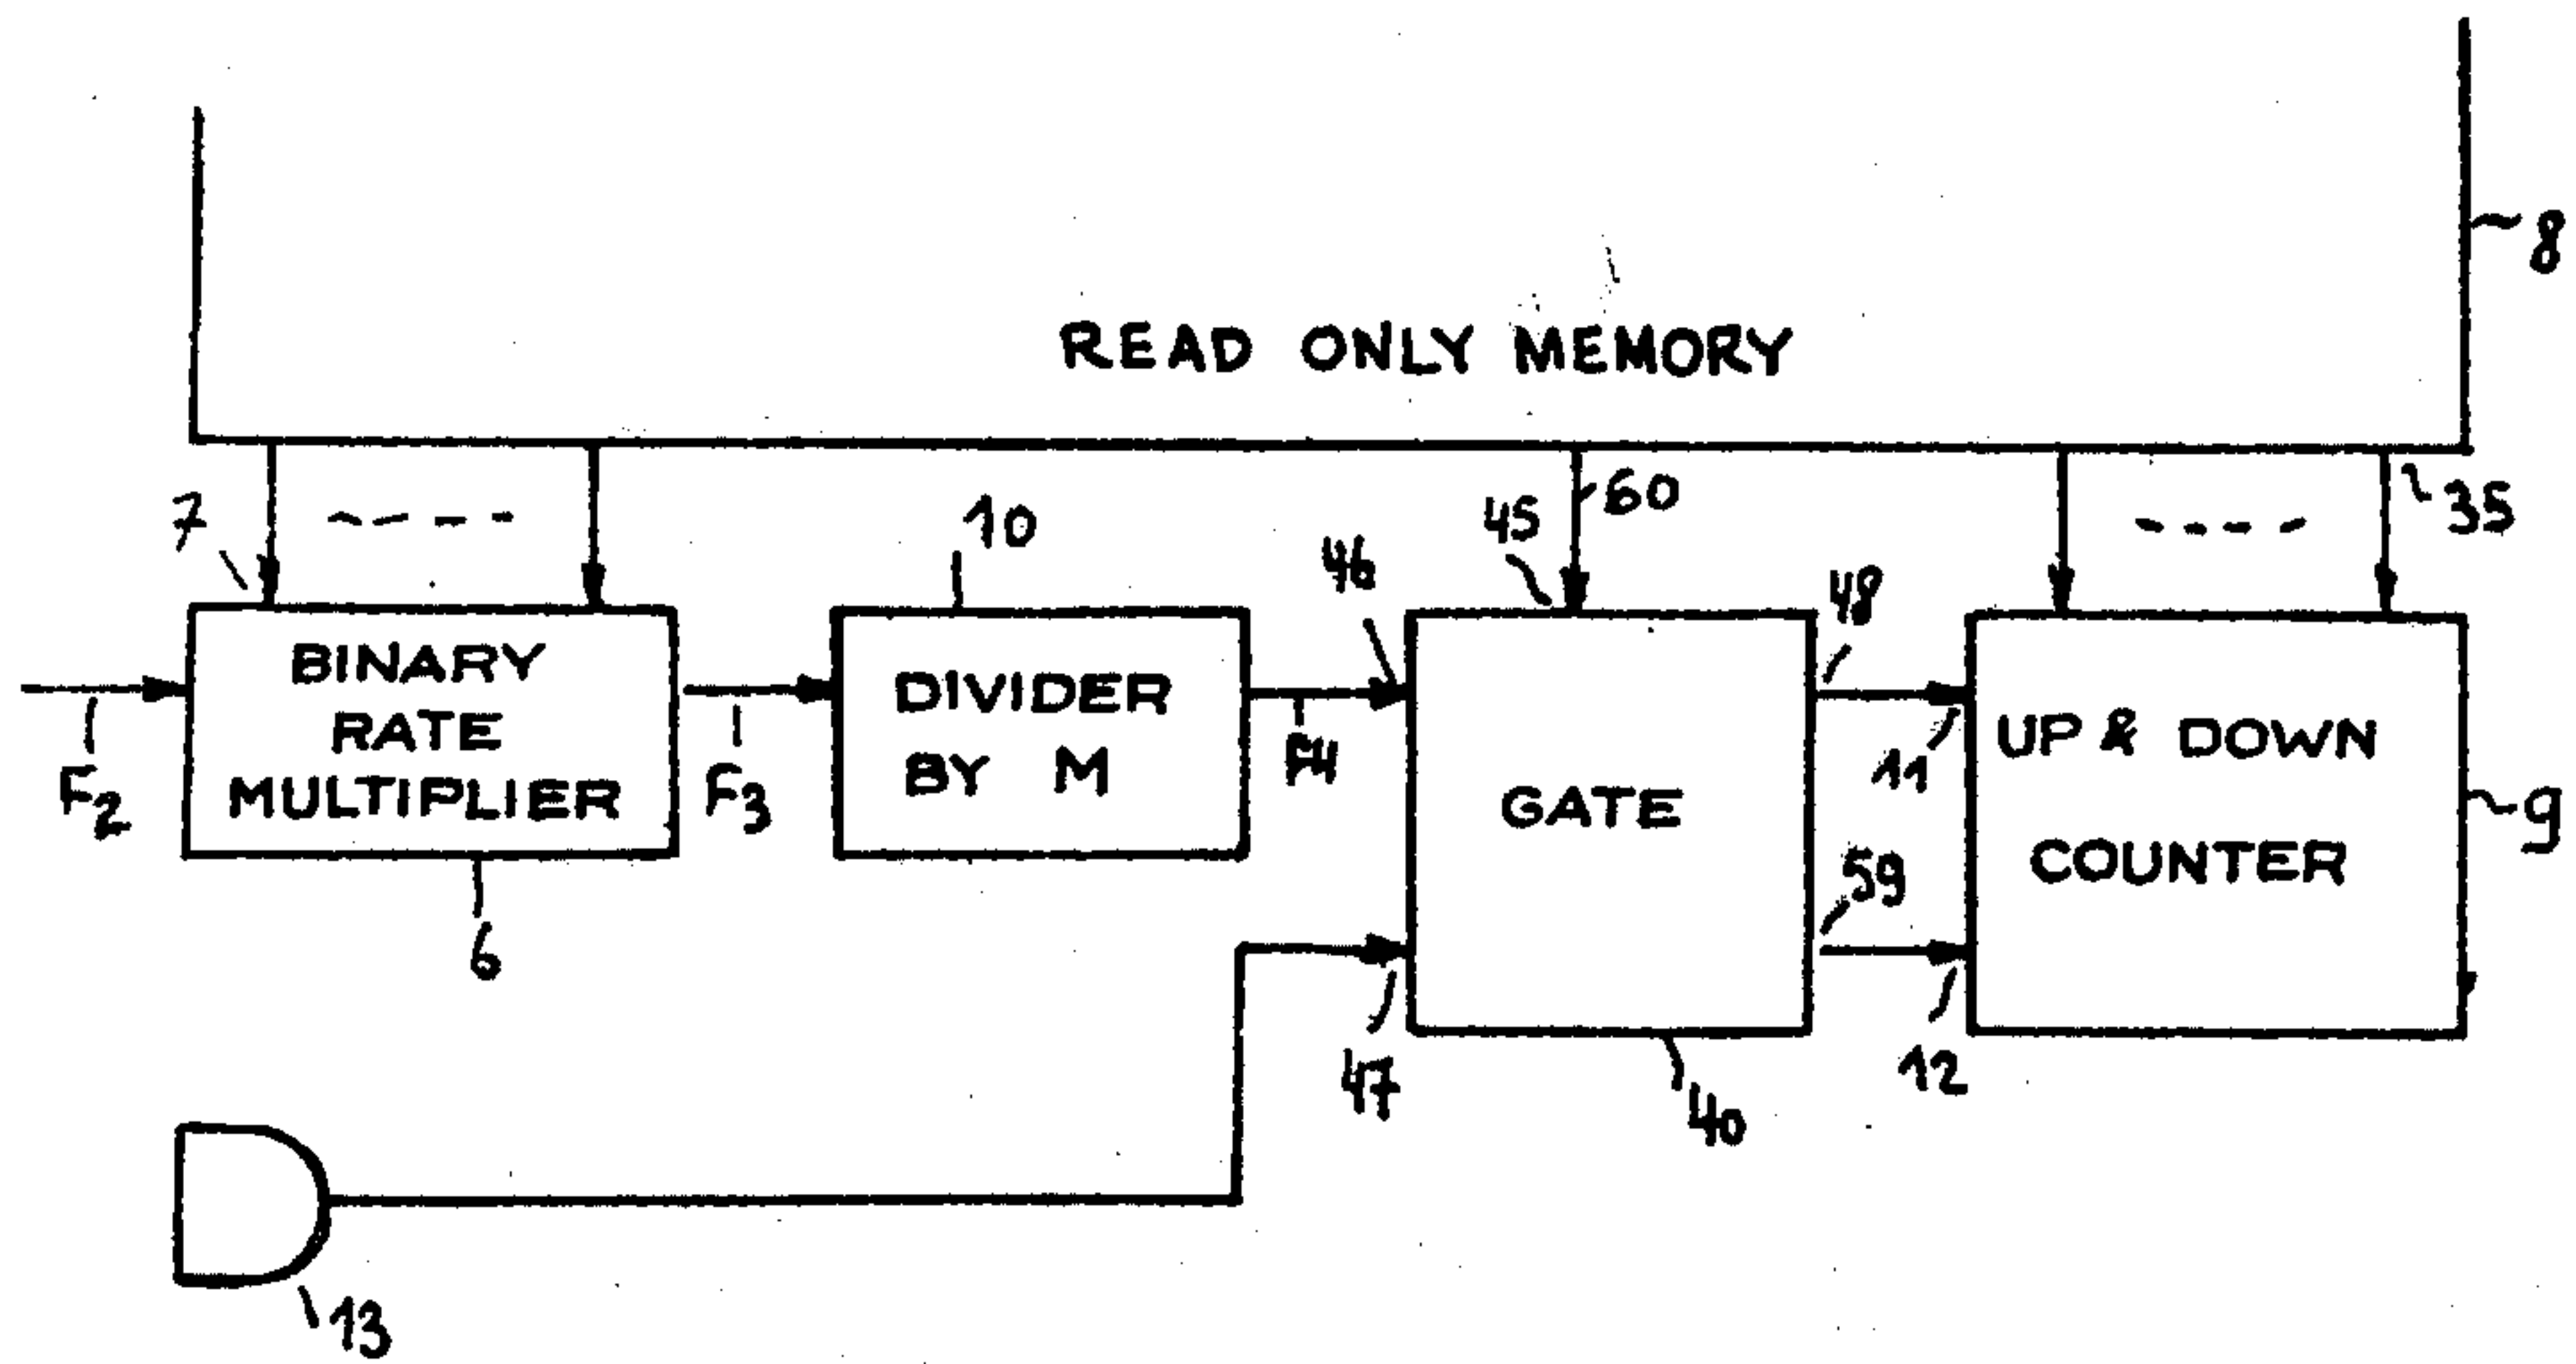 8
READ ONLY MEMORY
7
10
45
60
35
46
48
BINARY
RATE
MULTIPLIER
F2
F3
DIVIDER
BY M
F4
GATE
11
UP & DOWN
COUNTER
9
59
6
47
40
12
13